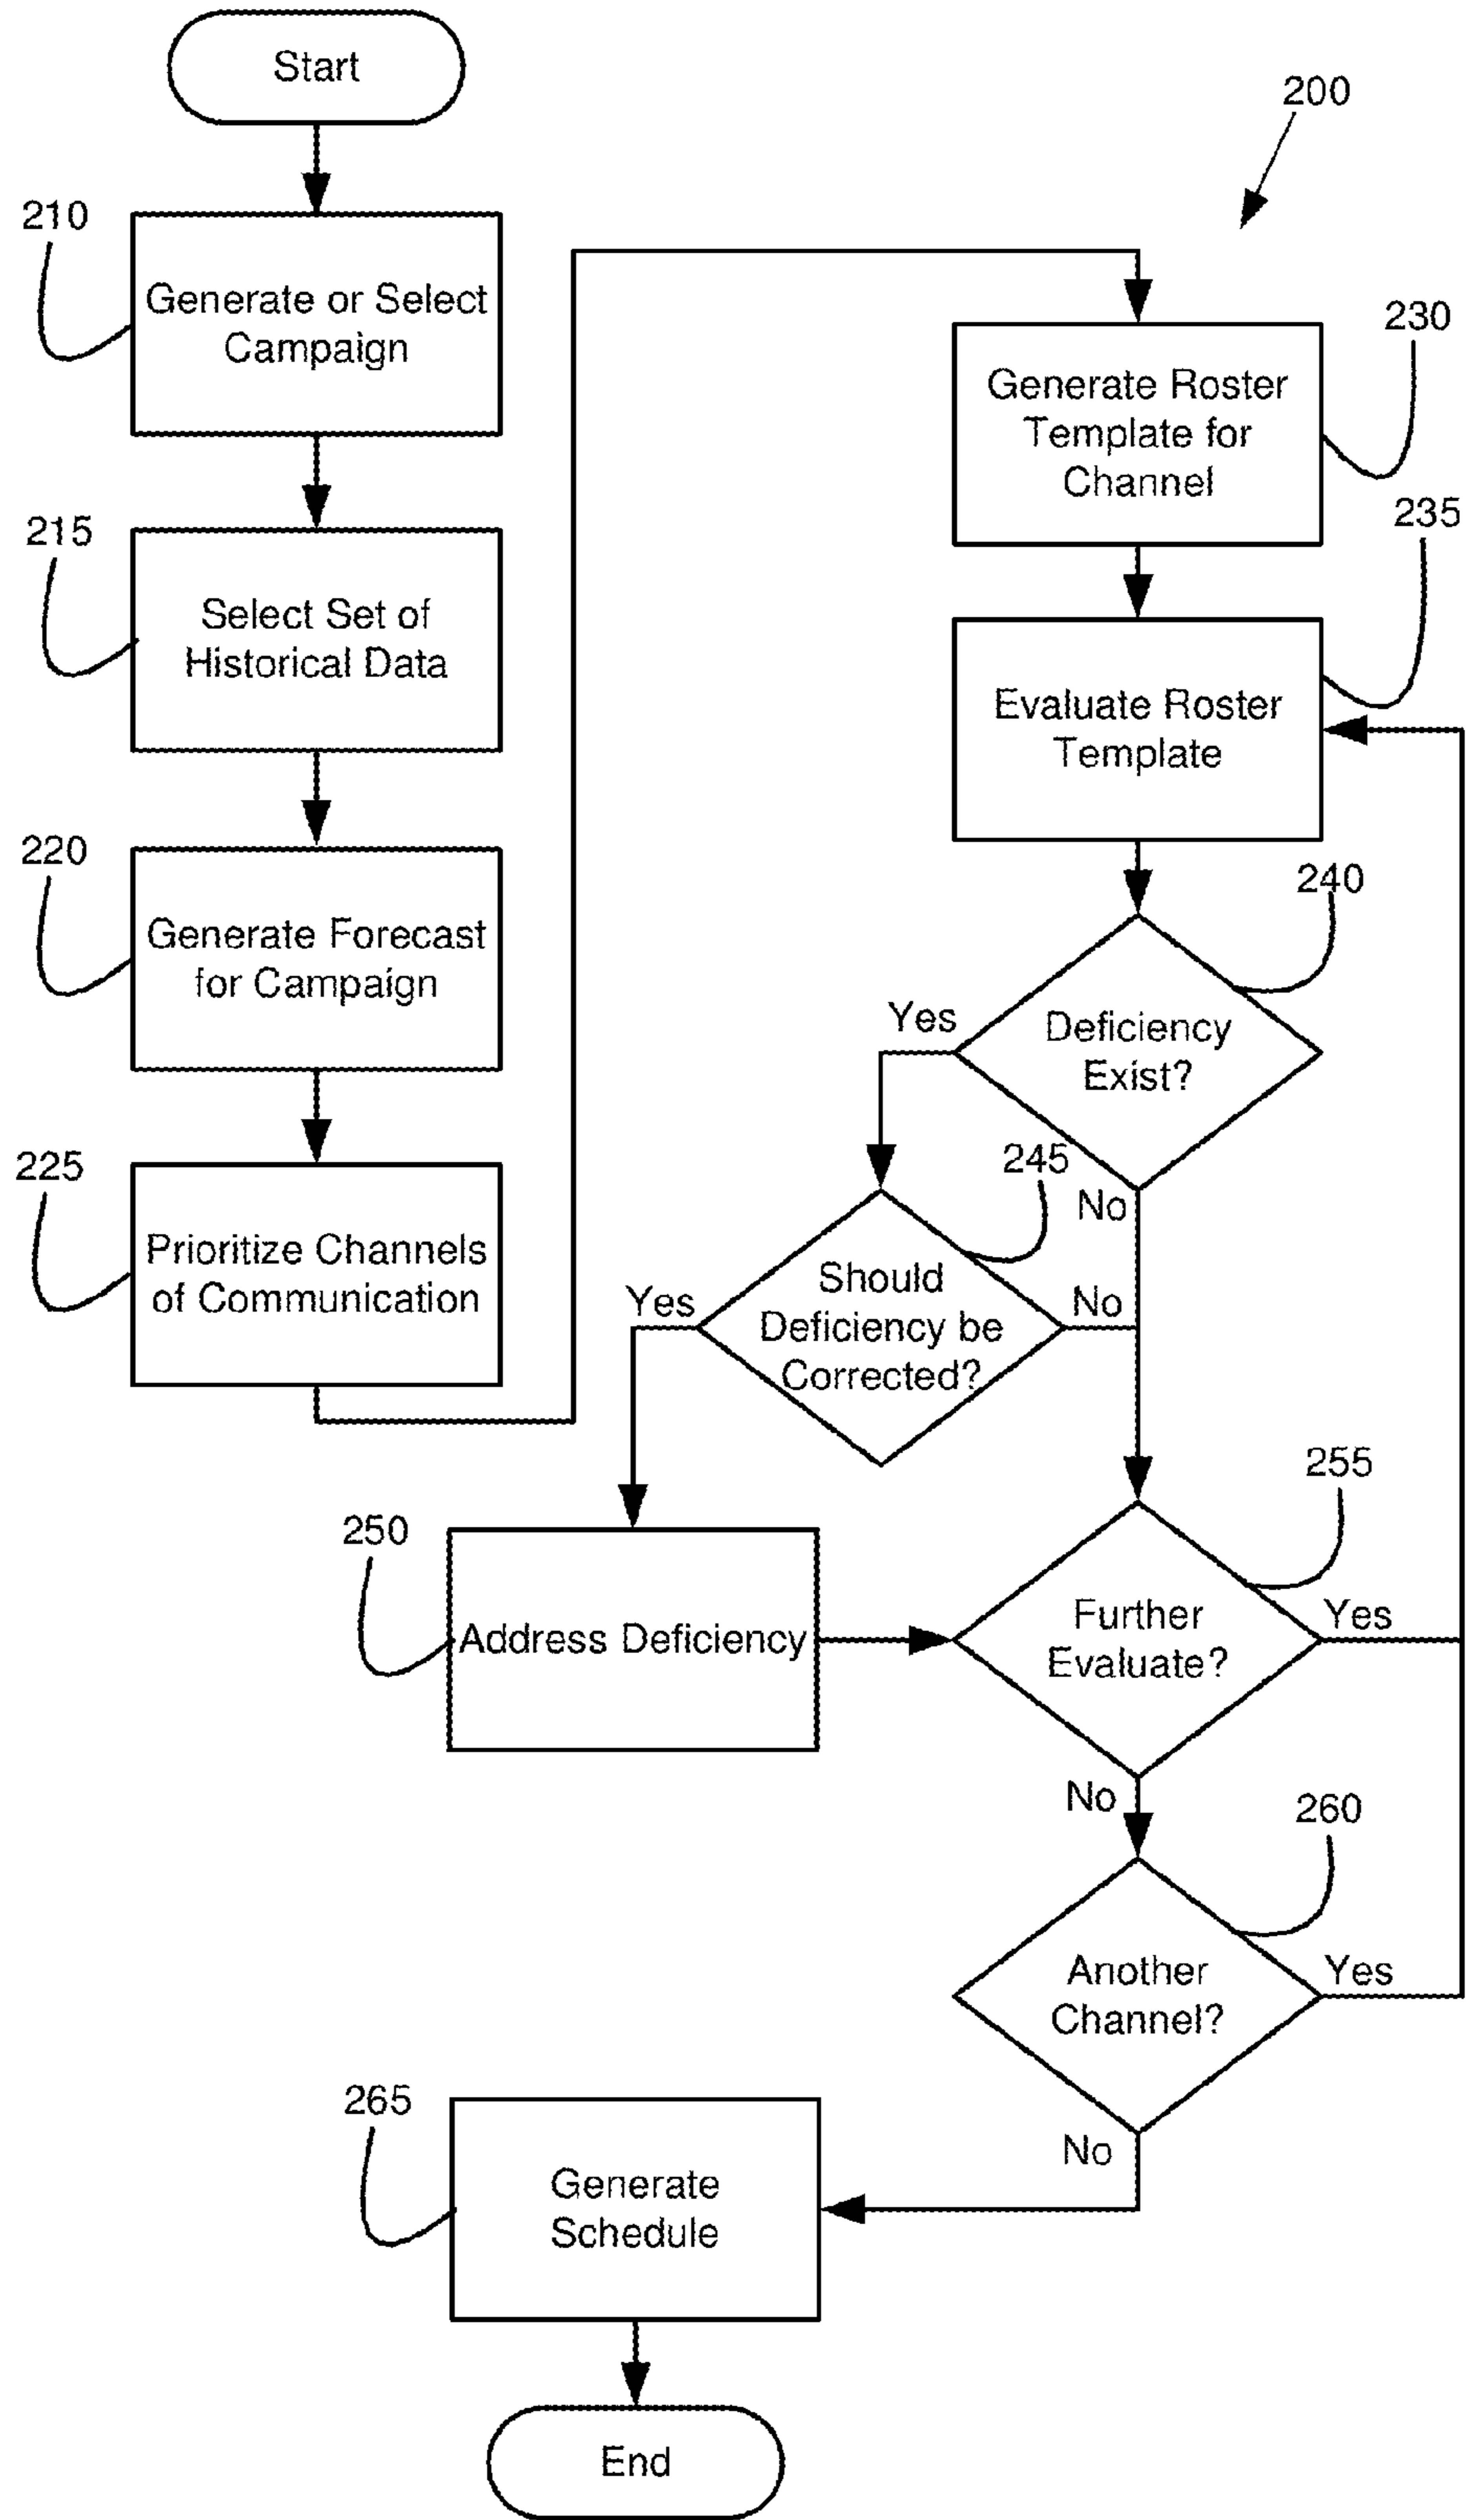 Start
200
210
Generate or Select
Campaign
215
Select Set of
Historical Data
220
Generate Forecast
for Campaign
225
Prioritize Channels
of Communication
230
Generate Roster
Template for
Channel
235
Evaluate Roster
Template
240
Deficiency
Exist?
Yes
No
245
Should
Deficiency be
Corrected?
Yes
No
250
Address Deficiency
255
Further
Evaluate?
Yes
No
260
Another
Channel?
Yes
No
265
Generate
Schedule
End